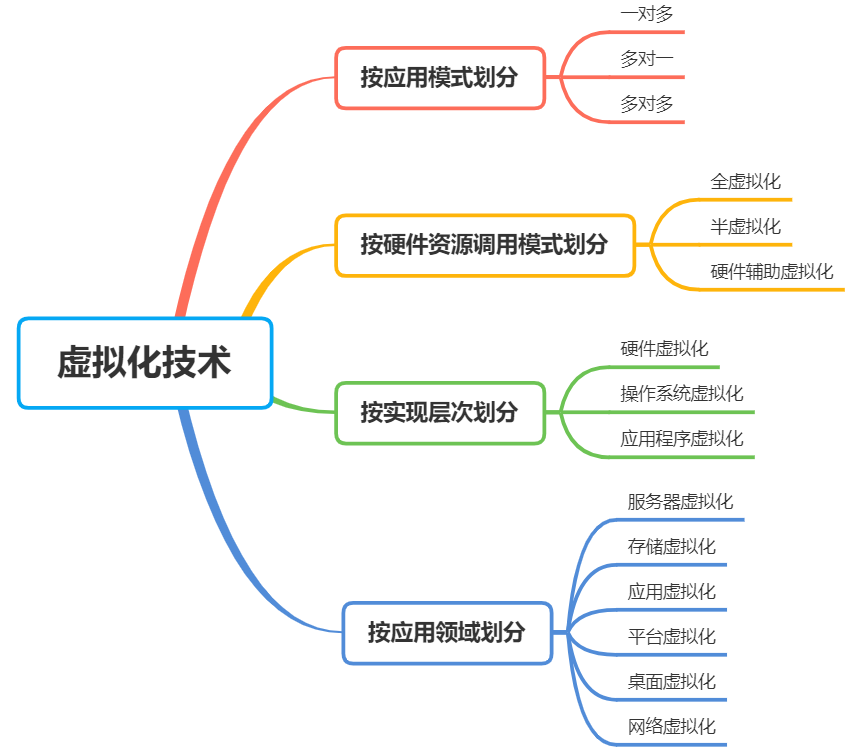 虚拟化技术
按应用模式划分
一对多
多对一
多对多
按硬件资源调用模式划分
全虚拟化
半虚拟化
硬件辅助虚拟化
按实现层次划分
硬件虚拟化
操作系统虚拟化
应用程序虚拟化
按应用领域划分
服务器虚拟化
存储虚拟化
应用虚拟化
平台虚拟化
桌面虚拟化
网络虚拟化